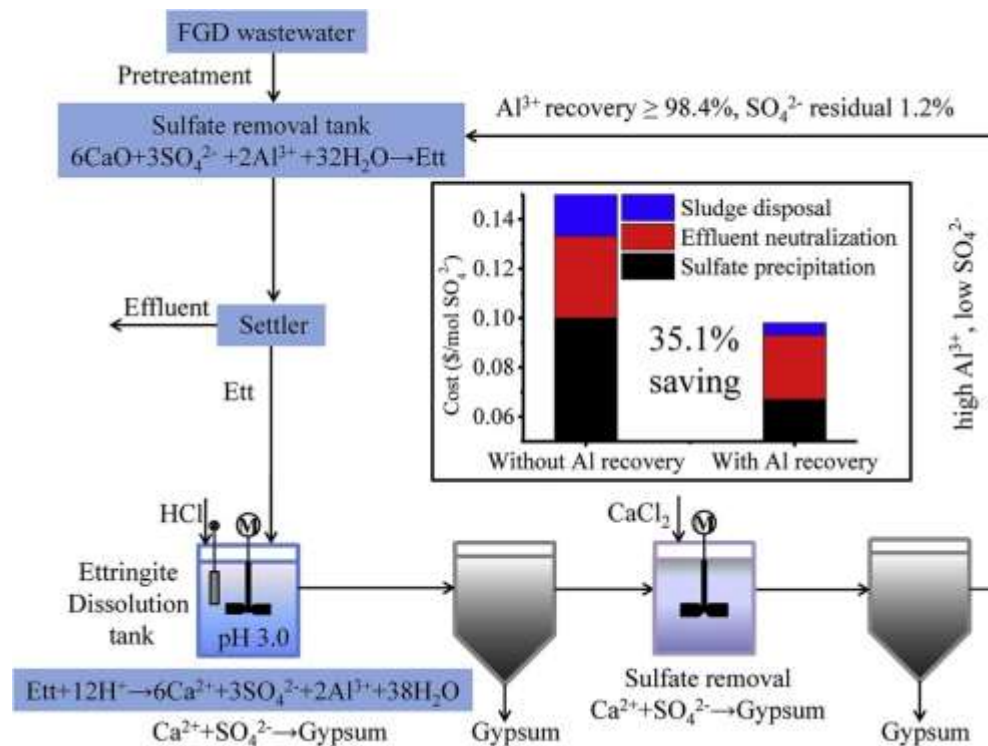 FGD wastewater
Pretreatment
Al³⁺ recovery ≥ 98.4%, SO₄²⁻ residual 1.2%
Sulfate removal tank
6CaO+3SO₄²⁻+2Al³⁺+32H₂O→Ett
0.14
0.12
0.10
0.08
0.06
Cost ($/mol SO₄²⁻)
Sludge disposal
Effluent neutralization
Sulfate precipitation
35.1%
saving
Without Al recovery
With Al recovery
high Al³⁺, low SO₄²⁻
Effluent
Settler
Ett
HCl
M
CaCl₂
M
Ettringite
Dissolution
tank
pH 3.0
Ett+12H⁺→6Ca²⁺+3SO₄²⁻+2Al³⁺+38H₂O
Ca²⁺+SO₄²⁻→Gypsum
Gypsum
Sulfate removal
Ca²⁺+SO₄²⁻→Gypsum
Gypsum